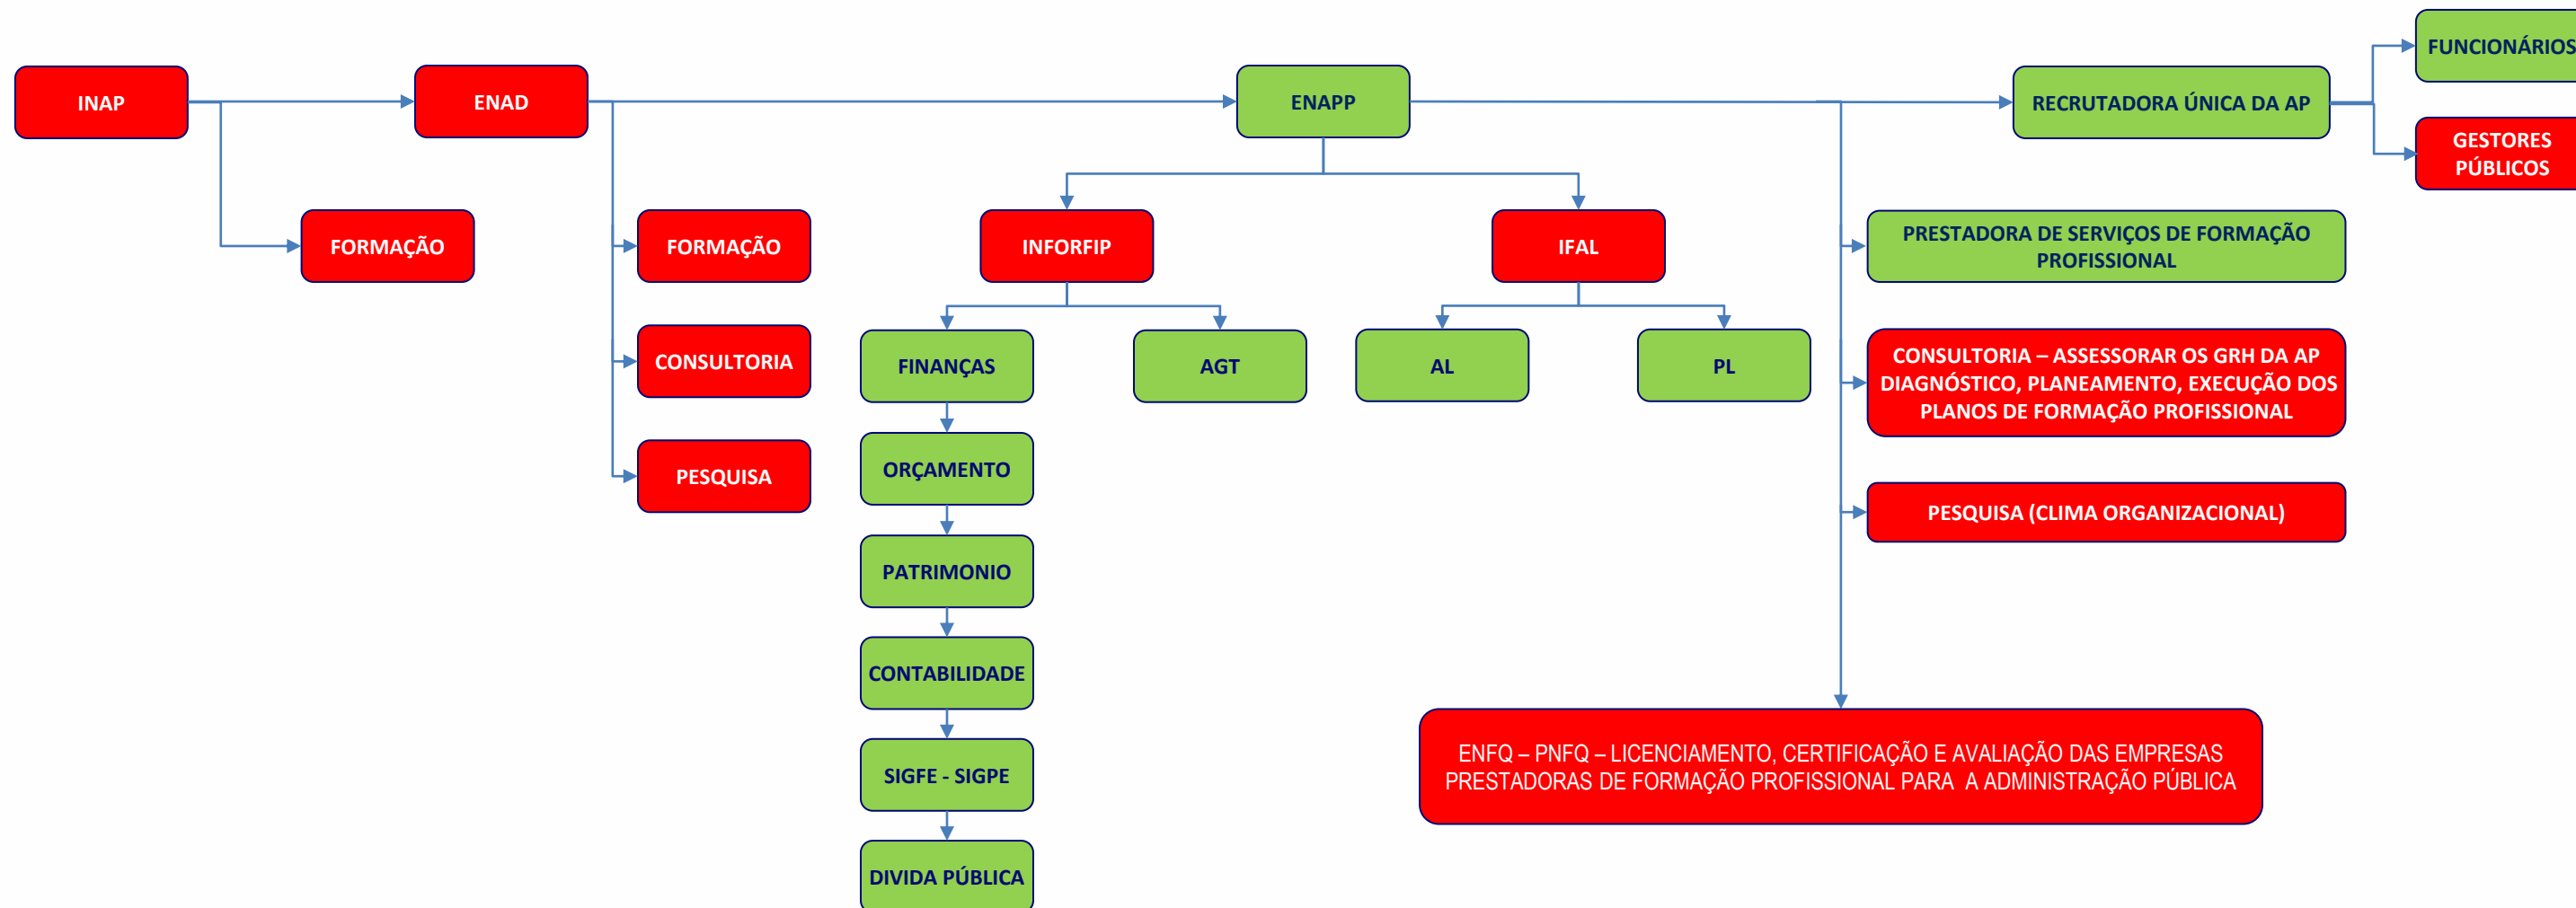 FUNCIONÁRIOS
INAP
ENAD
ENAPP
RECRUTADORA ÚNICA DA AP
GESTORES
PÚBLICOS
FORMAÇÃO
FORMAÇÃO
INFORFIP
IFAL
PRESTADORA DE SERVIÇOS DE FORMAÇÃO
PROFISSIONAL
CONSULTORIA
FINANÇAS
AGT
AL
PL
CONSULTORIA – ASSESSORAR OS GRH DA AP
DIAGNÓSTICO, PLANEAMENTO, EXECUÇÃO DOS
PLANOS DE FORMAÇÃO PROFISSIONAL
PESQUISA
ORÇAMENTO
PESQUISA (CLIMA ORGANIZACIONAL)
PATRIMONIO
CONTABILIDADE
SIGFE - SIGPE
ENFQ – PNFQ – LICENCIAMENTO, CERTIFICAÇÃO E AVALIAÇÃO DAS EMPRESAS
PRESTADORAS DE FORMAÇÃO PROFISSIONAL PARA A ADMINISTRAÇÃO PÚBLICA
DIVIDA PÚBLICA